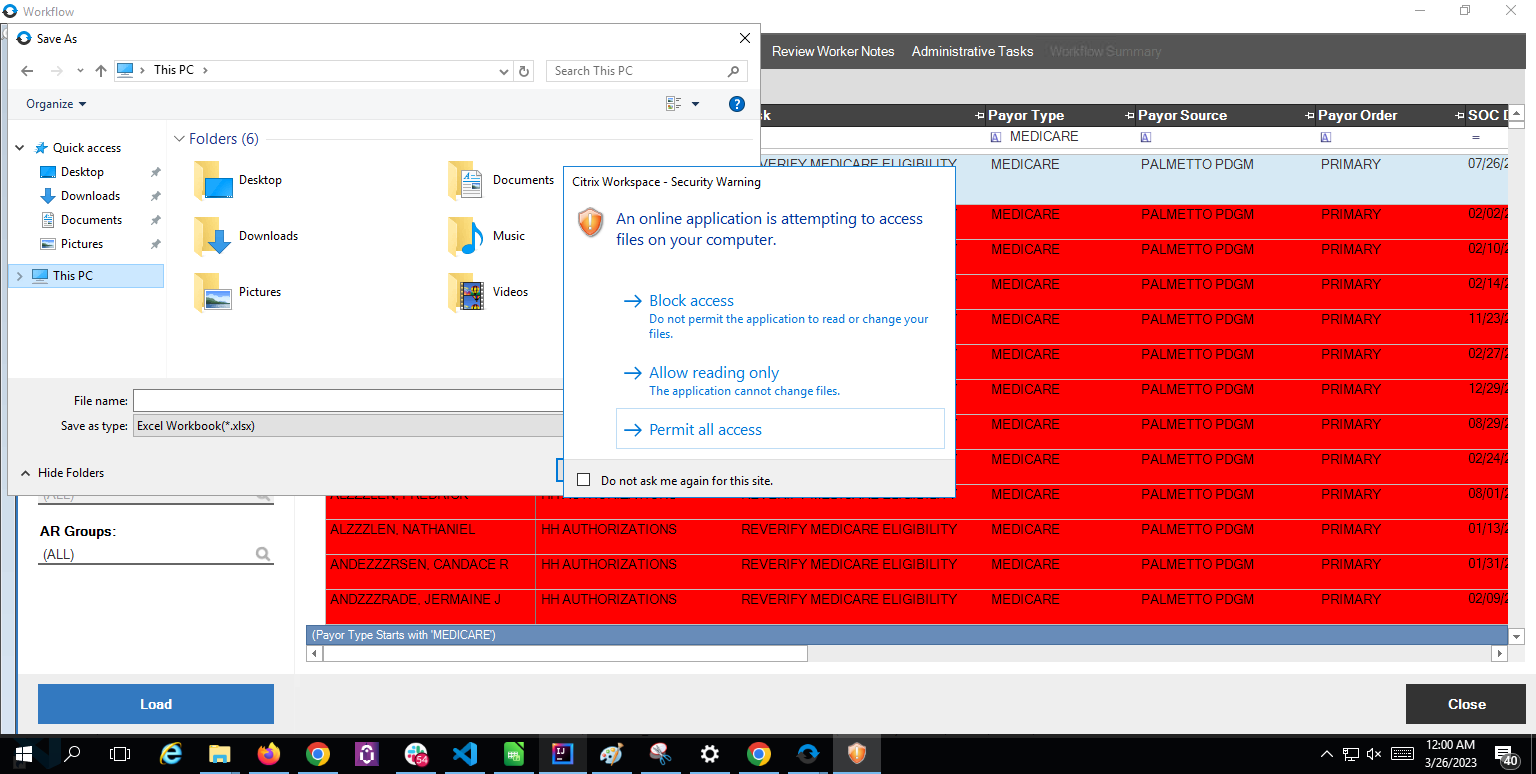 Workflow
Save As
This PC
Search This PC
Organize
Quick access
Desktop
Downloads
Documents
Pictures
This PC
Folders (6)
Desktop
Documents
Downloads
Music
Pictures
Videos
File name:
Save as type: Excel Workbook(*.xlsx)
Hide Folders
Citrix Workspace - Security Warning
An online application is attempting to access
files on your computer.
Block access
Do not permit the application to read or change your
files.
Allow reading only
The application cannot change files.
Permit all access
Do not ask me again for this site.
Review Worker Notes Administrative Tasks Workflow Summary
Payor Type Payor Source Payor Order SOC
MEDICARE =
REVERIFY MEDICARE ELIGIBILITY MEDICARE PALMETTO PDGM PRIMARY 07/26/2
MEDICARE PALMETTO PDGM PRIMARY 02/02/2
MEDICARE PALMETTO PDGM PRIMARY 02/10/2
MEDICARE PALMETTO PDGM PRIMARY 02/14/2
MEDICARE PALMETTO PDGM PRIMARY 11/23/2
MEDICARE PALMETTO PDGM PRIMARY 02/27/2
MEDICARE PALMETTO PDGM PRIMARY 12/29/2
MEDICARE PALMETTO PDGM PRIMARY 08/29/2
MEDICARE PALMETTO PDGM PRIMARY 02/24/2
MEDICARE PALMETTO PDGM PRIMARY 08/01/2
ALZZZLEN, NATHANIEL HH AUTHORIZATIONS REVERIFY MEDICARE ELIGIBILITY MEDICARE PALMETTO PDGM PRIMARY 01/13/2
ANDEZZZRSEN, CANDACE R HH AUTHORIZATIONS REVERIFY MEDICARE ELIGIBILITY MEDICARE PALMETTO PDGM PRIMARY 01/31/2
ANDZZZRADE, JERMAINE J HH AUTHORIZATIONS REVERIFY MEDICARE ELIGIBILITY MEDICARE PALMETTO PDGM PRIMARY 02/09/2
(Payor Type Starts with 'MEDICARE')
(ALL)
AR Groups:
(ALL)
Load
Close
54
IJ
12:00 AM
3/26/2023
40